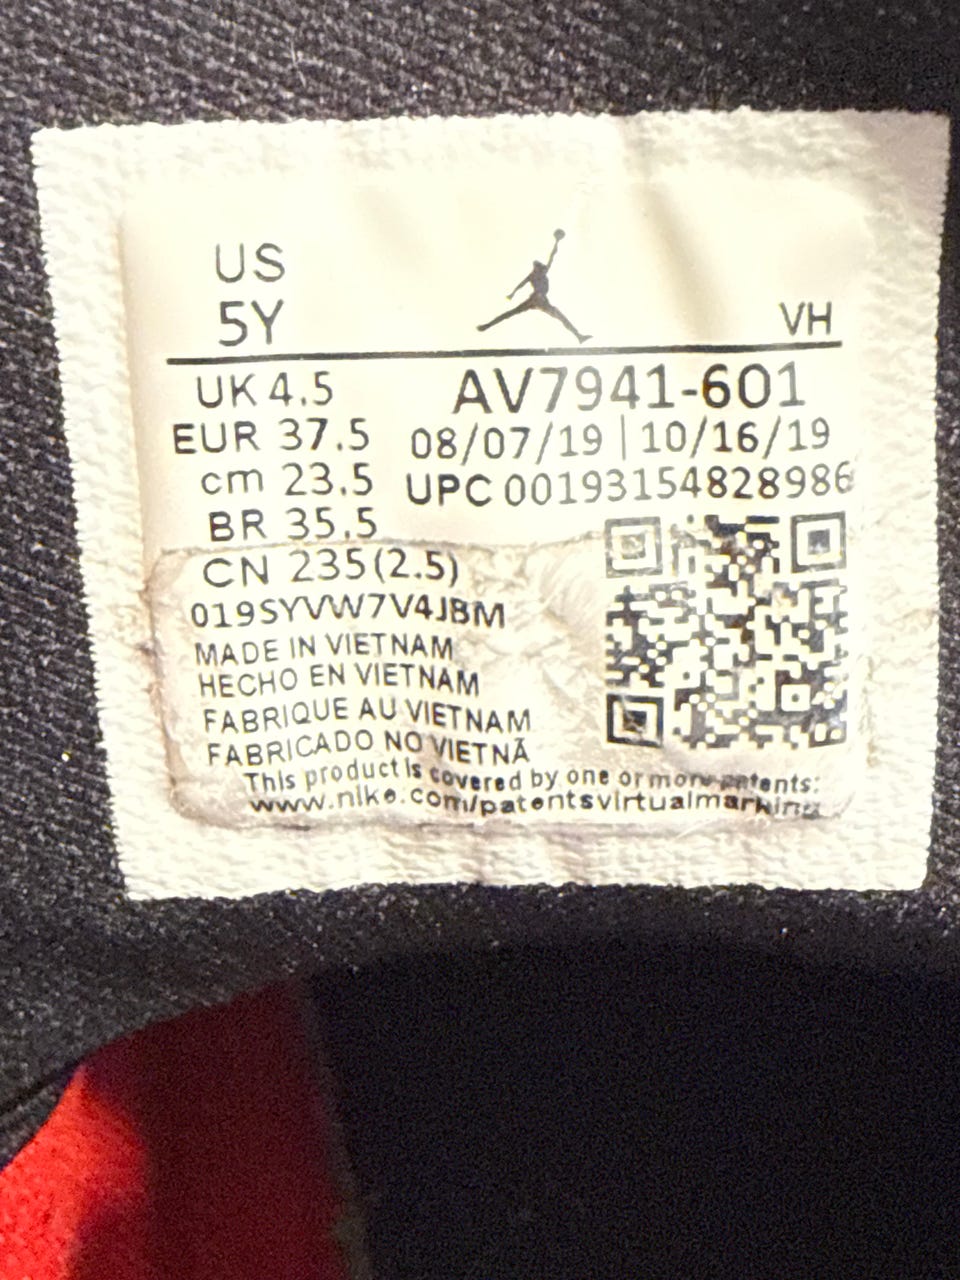 US
5Y
VH
UK 4.5
AV7941-601
EUR 37.5
08/07/19 | 10/16/19
cm 23.5
UPC 00193154828986
BR 35.5
CN 235(2.5)
019SYVW7V4JBM
MADE IN VIETNAM
HECHO EN VIETNAM
FABRIQUE AU VIETNAM
FABRICADO NO VIETNÃ
This product is covered by one or more patents:
www.nike.com/patentsvirtualmarking